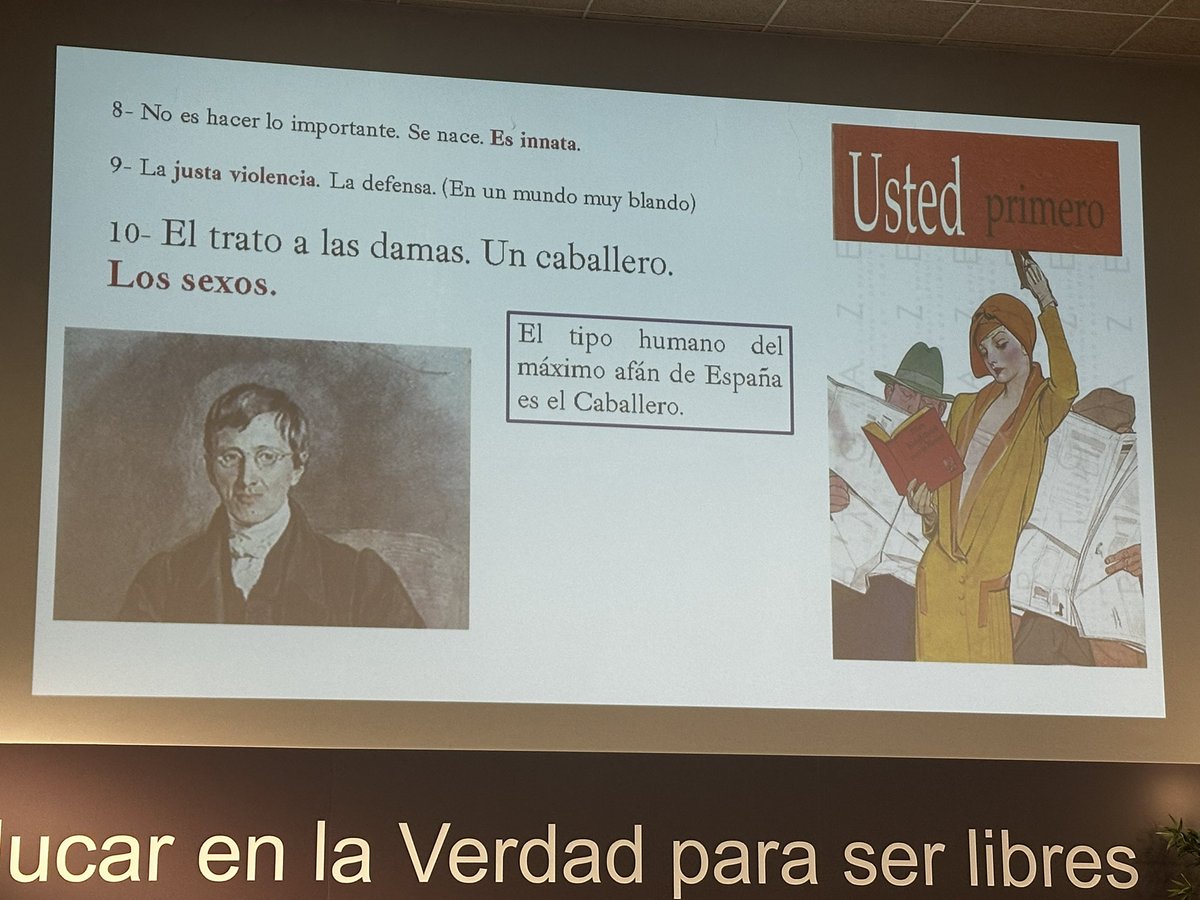 8- No es hacer lo importante. Se nace. Es innata.
9- La justa violencia. La defensa. (En un mundo muy blando)
10- El trato a las damas. Un caballero.
Los sexos.
El tipo humano del
máximo afán de España
es el Caballero.
Usted primero
ducar en la Verdad para ser libres